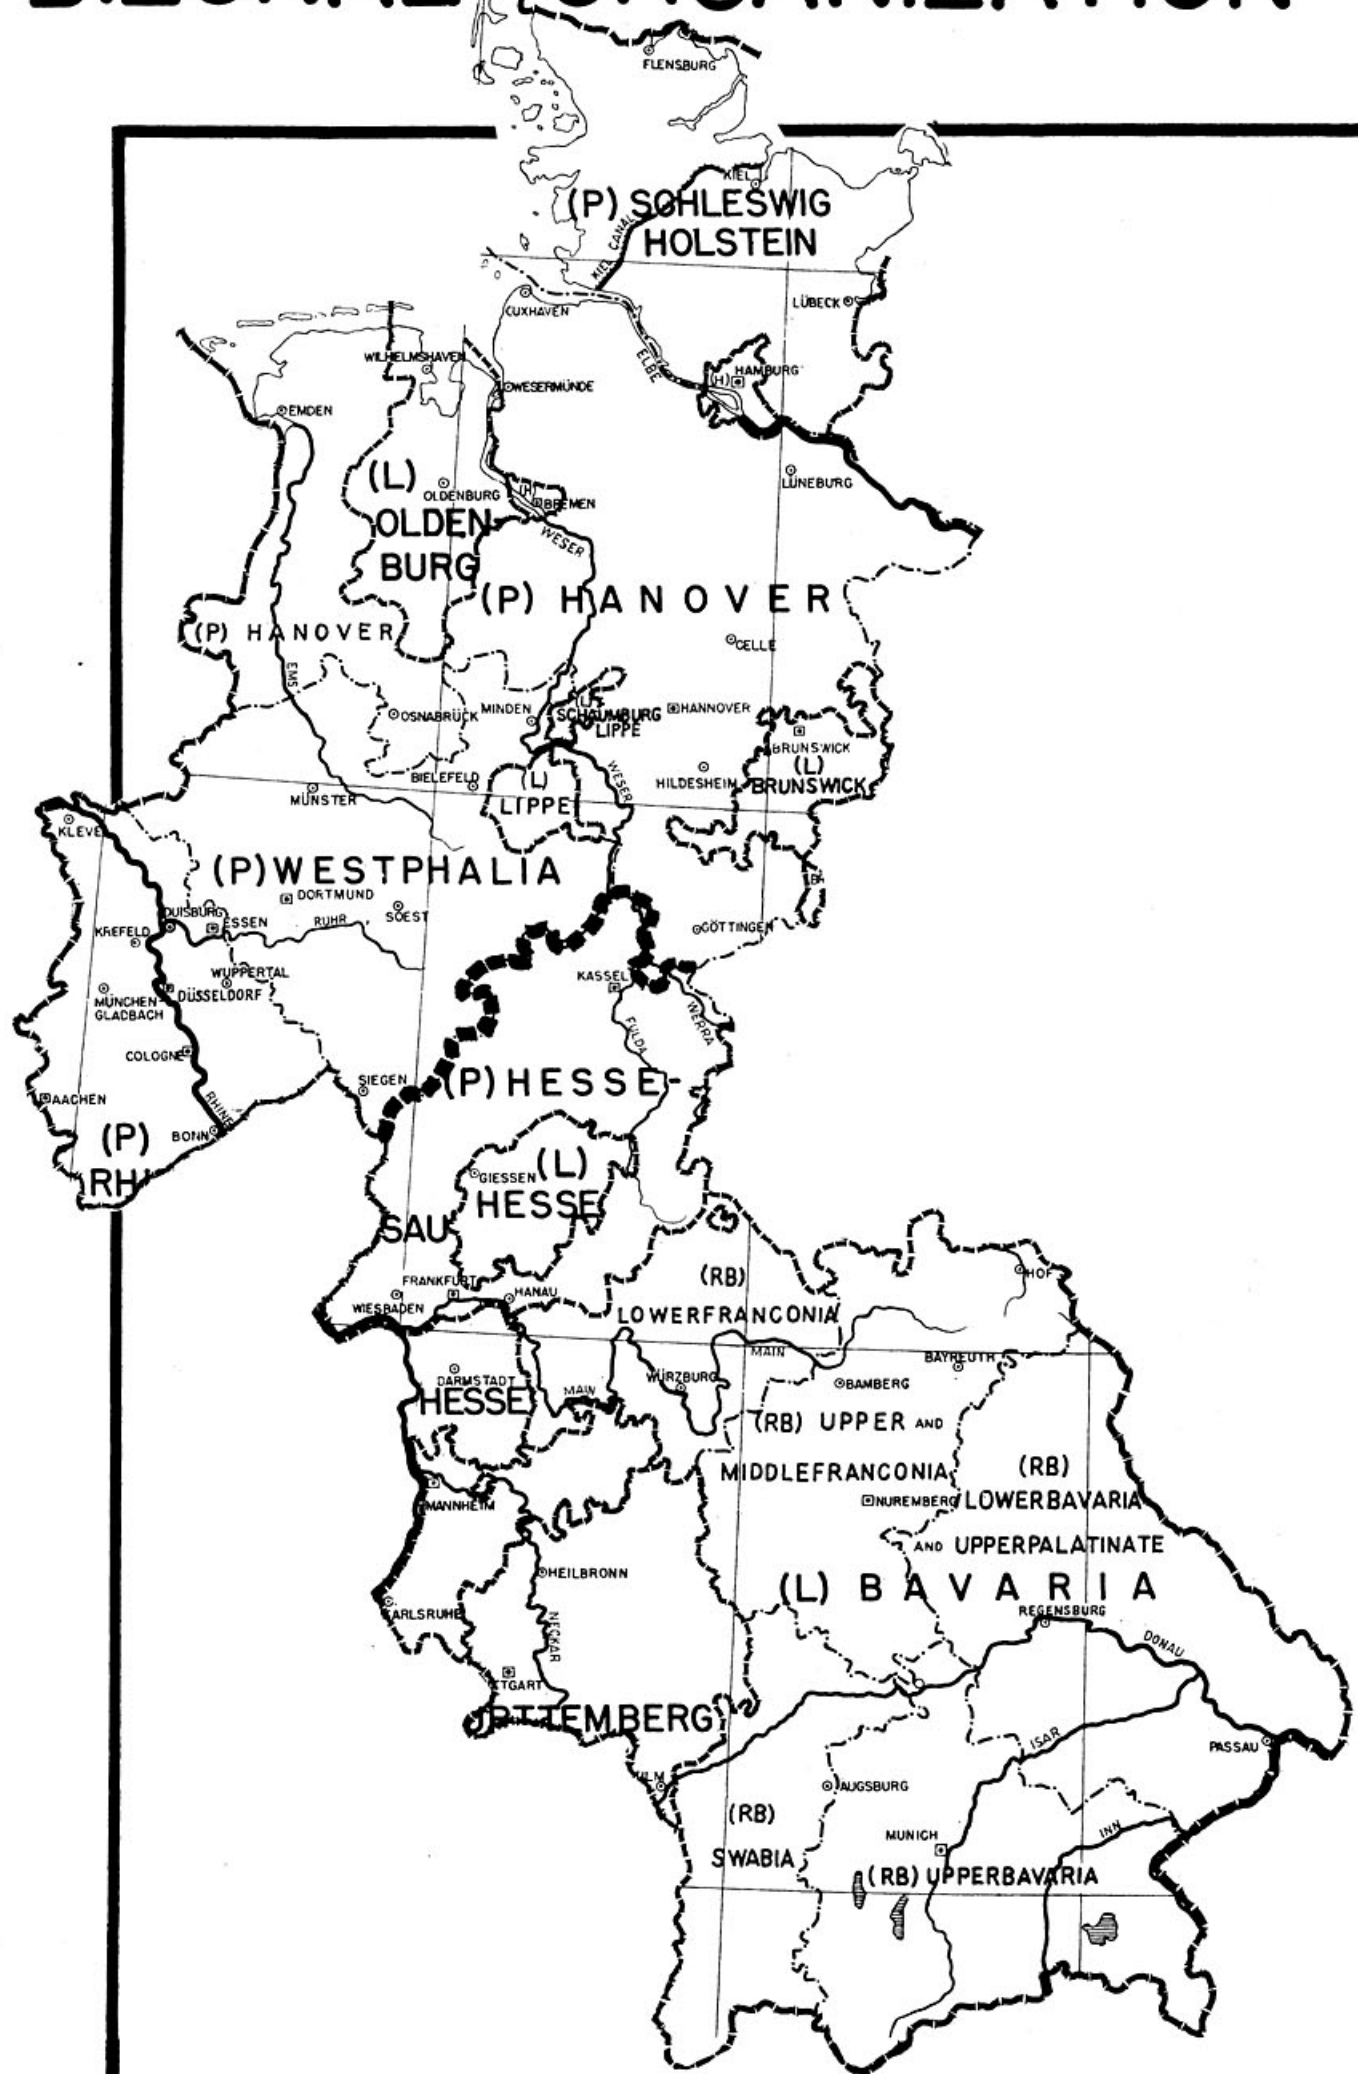 FLENSBURG
KIEL
(P) SCHLESWIG
HOLSTEIN
KIEL CANAL
LÜBECK
CUXHAVEN
ELBE
WILHELMSHAVEN
WESERMÜNDE
(H)
HAMBURG
EMDEN
LÜNEBURG
(L)
OLDENBURG
(H)
BREMEN
OLDEN-
BURG
WESER
(P) HANOVER
(P) HANOVER
CELLE
EMS
OSNABRÜCK
MINDEN
(L)
SCHAUMBURG
LIPPE
HANNOVER
BRUNSWICK
(L)
BRUNSWICK
BIELEFELD
(L)
LIPPE
WESER
HILDESHEIM
MÜNSTER
KLEVE
(P) WESTPHALIA
DORTMUND
SOEST
DUISBURG
ESSEN
RUHR
BR
KREFELD
GÖTTINGEN
WUPPERTAL
KASSEL
MÜNCHEN-
GLADBACH
DÜSSELDORF
FULDA
WERRA
COLOGNE
SIEGEN
(P) HESSE-
AACHEN
RHINE
(P)
RH
BONN
GIESSEN
(L)
HESSE
SAU
(RB)
LOWERFRANCONIA
HOF
FRANKFURT
HANAU
WIESBADEN
MAIN
BAYREUTH
DARMSTADT
HESSE
MAIN
WÜRZBURG
BAMBERG
(RB) UPPER AND
MIDDLEFRANCONIA
(RB)
LOWERBAVARIA
NUREMBERG
MANNHEIM
AND UPPERPALATINATE
HEILBRONN
(L) BAVARIA
KARLSRUHE
REGENSBURG
NECKAR
DONAU
TTGART
RTTEMBERG
ISAR
PASSAU
ULM
AUGSBURG
(RB)
SWABIA
MUNICH
INN
(RB) UPPERBAVARIA